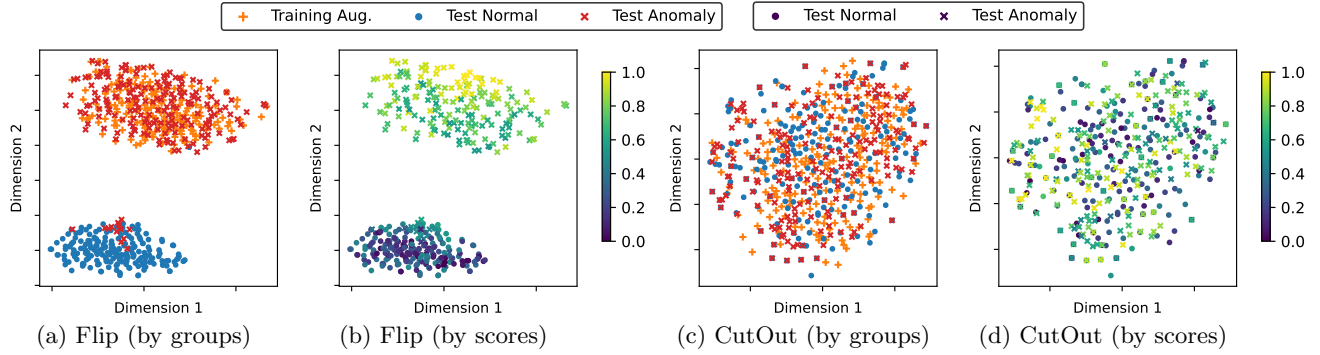 Training Aug. Test Normal Test Anomaly
Test Normal Test Anomaly
Dimension 2
Dimension 1
Dimension 2
Dimension 1
1.0
0.8
0.6
0.4
0.2
0.0
Dimension 2
Dimension 1
Dimension 2
Dimension 1
1.0
0.8
0.6
0.4
0.2
0.0
(a) Flip (by groups)
(b) Flip (by scores)
(c) CutOut (by groups)
(d) CutOut (by scores)